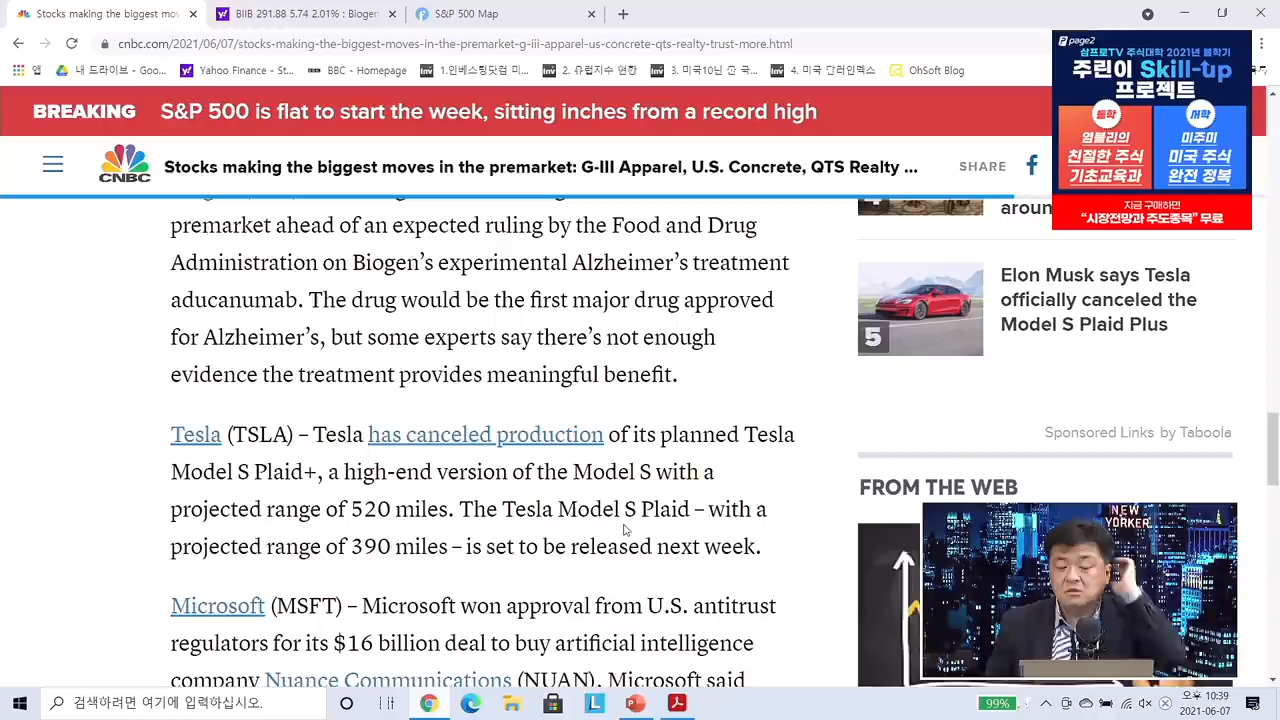 Stocks making the biggest mov
BIIB 291.88 5.74 2.01% : Bioger
S&P 500 Map
cnbc.com/2021/06/07/stocks-making-the-biggest-moves-in-the-premarket-g-iii-apparel-us-concrete-qts-realty-trust-more.html
앱
내 드라이브 - Goo...
Yahoo Finance - St...
BBC - Homepage
1.인베스팅닷컴 미...
2. 유럽지수 현황
3. 미국10년 만 국...
4. 미국 다러인덱스
OhSoft Blog
page2
삼프로TV 주식대학 2021년 봄학기
주린이 Skill-up
프로젝트
동학
염블리의
친절한 주식
기초교육과
서학
미주미
미국 주식
완전 정복
지금 구매하면
"시장전망과 주도종목" 무료
BREAKING S&P 500 is flat to start the week, sitting inches from a record high
CNBC
Stocks making the biggest moves in the premarket: G-III Apparel, U.S. Concrete, QTS Realty ...
SHARE
premarket ahead of an expected ruling by the Food and Drug
Administration on Biogen's experimental Alzheimer's treatment
aducanumab. The drug would be the first major drug approved
for Alzheimer's, but some experts say there's not enough
evidence the treatment provides meaningful benefit.
Tesla (TSLA) – Tesla has canceled production of its planned Tesla
Model S Plaid+, a high-end version of the Model S with a
projected range of 520 miles. The Tesla Model S Plaid – with a
projected range of 390 miles – is set to be released next week.
Microsoft (MSFT) – Microsoft won approval from U.S. antitrust
regulators for its $16 billion deal to buy artificial intelligence
company Nuance Communications (NUAN). Microsoft said
aroun
5
Elon Musk says Tesla
officially canceled the
Model S Plaid Plus
Sponsored Links by Taboola
FROM THE WEB
NEW
YORKER
검색하려면 여기에 입력하십시오.
99%
오후 10:39
2021-06-07